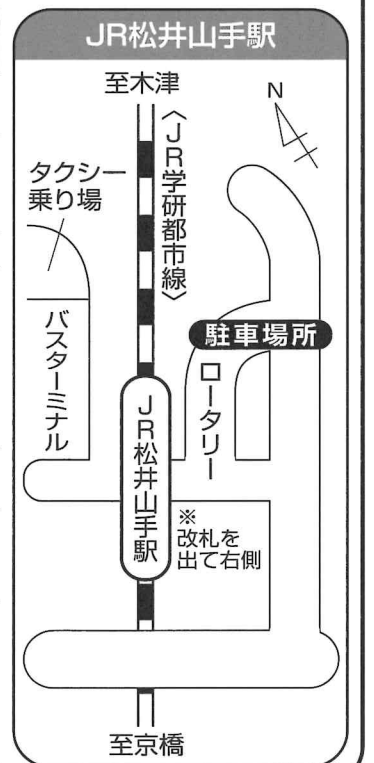 JR松井山手駅
至木津
N
〈JR学研都市線〉
タクシー
乗り場
駐車場所
バスターミナル
ロータリー
JR松井山手駅
※
改札を
出て右側
至京橋